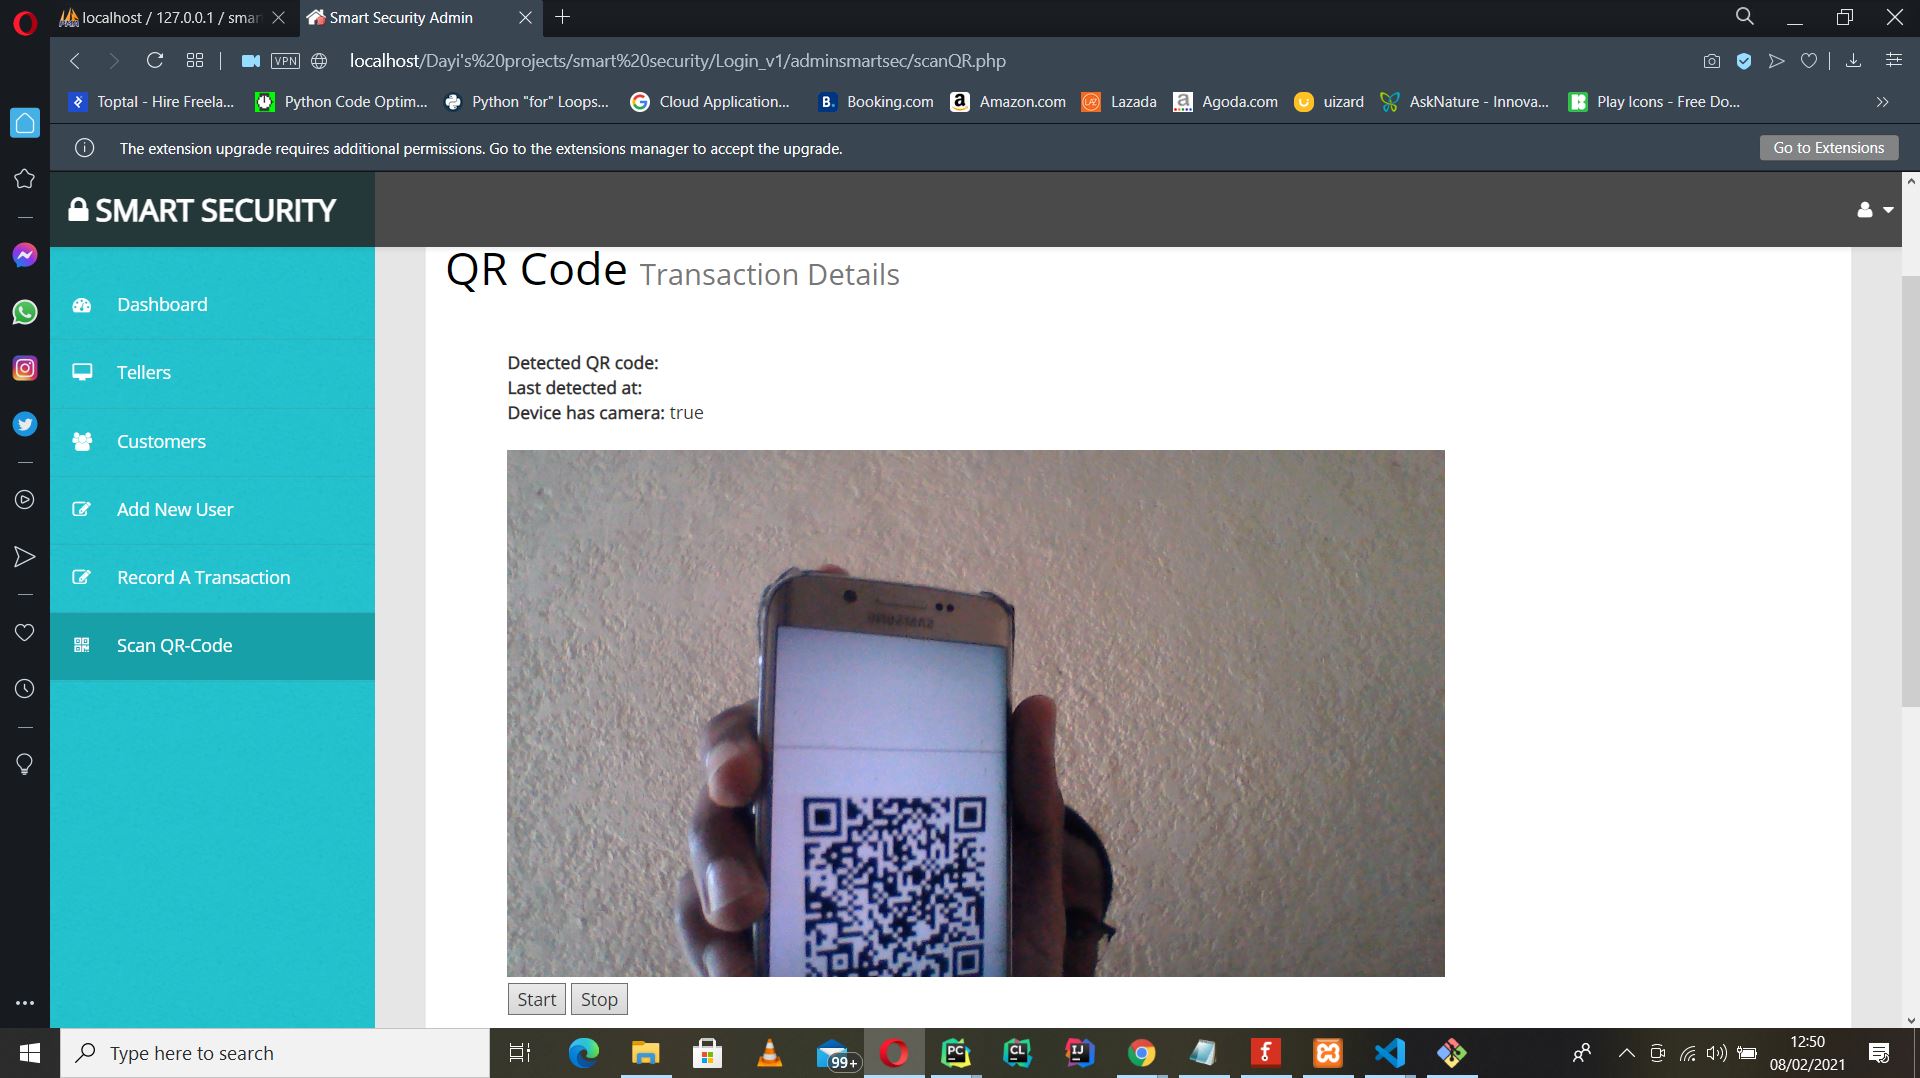 localhost / 127.0.0.1 / smar
Smart Security Admin
VPN
localhost/Dayi's%20projects/smart%20security/Login_v1/adminsmartsec/scanQR.php
Toptal - Hire Freela...
Python Code Optim...
Python "for" Loops...
Cloud Application...
B.
Booking.com
a
Amazon.com
LAZ
Lazada
a
Agoda.com
uizard
AskNature - Innova...
Play Icons - Free Do...
The extension upgrade requires additional permissions. Go to the extensions manager to accept the upgrade.
Go to Extensions
SMART SECURITY
QR Code Transaction Details
Dashboard
Tellers
Customers
Add New User
Record A Transaction
Scan QR-Code
Detected QR code:
Last detected at:
Device has camera: true
SAMSUNG
Start
Stop
Type here to search
99+
PC
CL
IJ
12:50
08/02/2021